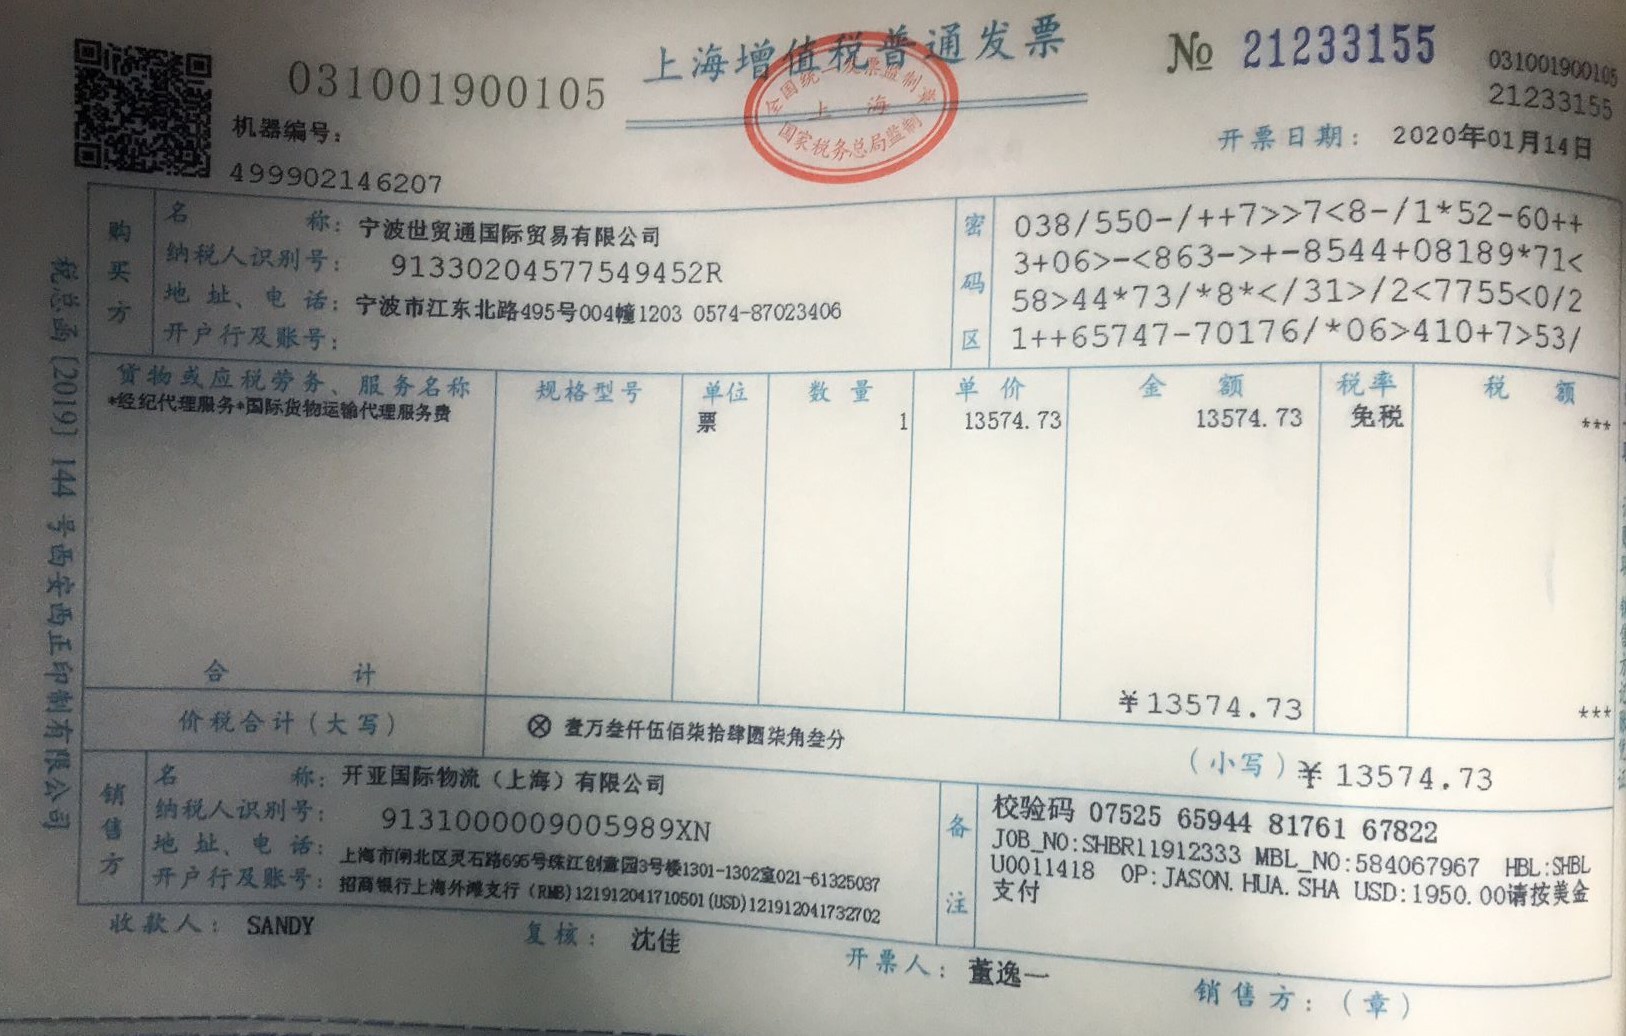 031001900105
上海增值税普通发票
№ 21233155
031001900105
21233155
机器编号：
499902146207
全国统一发票监制章
上海
国家税务总局监制
开票日期： 2020年01月14日
购买方
名 称：宁波世贸通国际贸易有限公司
纳税人识别号： 91330204577549452R
地 址、电 话：宁波市江东北路495号004幢1203 0574-87023406
开户行及账号：
密码区
038/550-/++7>>7<8-/1*52-60++
3+06>-<863->+-8544+08189*71<
58>44*73/*8*</31>/2<7755<0/2
1++65747-70176/*06>410+7>53/
货物或应税劳务、服务名称 规格型号 单位 数 量 单 价 金 额 税率 税 额
*经纪代理服务*国际货物运输代理服务费 票 1 13574.73 13574.73 免税 ***
合 计 ￥13574.73 ***
价税合计（大写） ⊗ 壹万叁仟伍佰柒拾肆圆柒角叁分 （小写）￥13574.73
销售方
名 称：开亚国际物流（上海）有限公司
纳税人识别号： 9131000009005989XN
地 址、电 话：上海市闸北区灵石路695号珠江创意园3号楼1301-1302室021-61325037
开户行及账号：招商银行上海外滩支行（RMB)121912041710501(USD)121912041732702
备注
校验码 07525 65944 81761 67822
JOB_NO:SHBR11912333 MBL_NO:584067967 HBL:SHBL
U0011418 OP:JASON.HUA.SHA USD:1950.00请按美金
支付
收款人： SANDY 复核： 沈佳 开票人： 董逸一 销售方：（章）
税总函〔2019〕144号西安西正印制有限公司